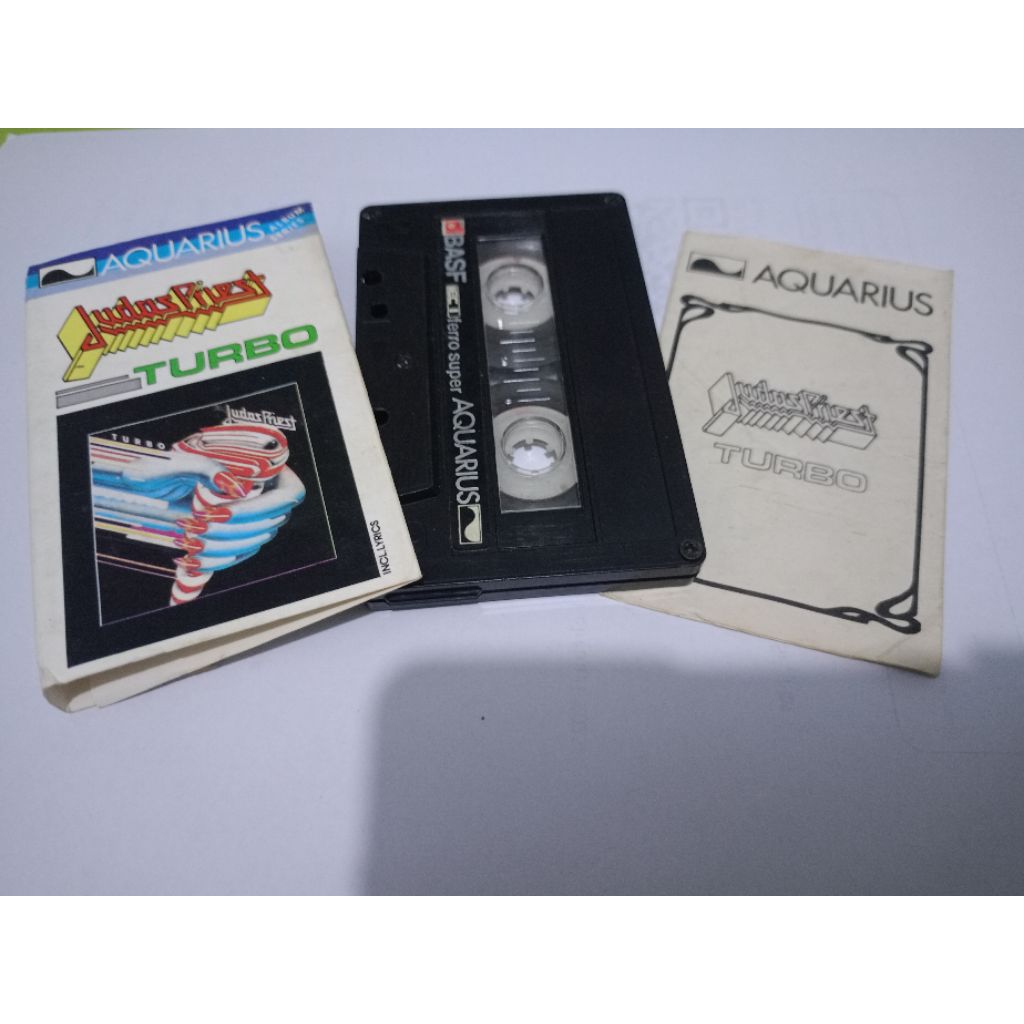 AQUARIUS ALBUM SERIES
Judas Priest
TURBO
Judas Priest
TURBO
INCL.LYRICS
BASF EC I ferro super AQUARIUS
AQUARIUS
Judas Priest
TURBO